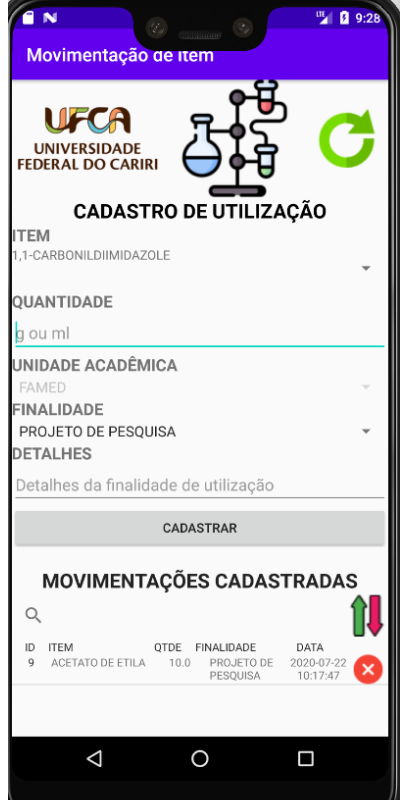 LTE 9:28
Movimentação de Item
UFCA
UNIVERSIDADE
FEDERAL DO CARIRI
CADASTRO DE UTILIZAÇÃO
ITEM
1,1-CARBONILDIIMIDAZOLE
QUANTIDADE
g ou ml
UNIDADE ACADÊMICA
FAMED
FINALIDADE
PROJETO DE PESQUISA
DETALHES
Detalhes da finalidade de utilização
CADASTRAR
MOVIMENTAÇÕES CADASTRADAS
ID ITEM QTDE FINALIDADE DATA
9 ACETATO DE ETILA 10.0 PROJETO DE 2020-07-22
PESQUISA 10:17:47